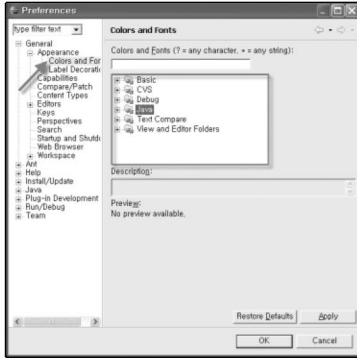 Preferences
type filter text
Colors and Fonts
General
Appearance
Colors and For
Label Decoratio
Capabilities
Compare/Patch
Content Types
Editors
Keys
Perspectives
Search
Startup and Shutdo
Web Browser
Workspace
Ant
Help
Install/Update
Java
Plug-in Development
Run/Debug
Team
Colors and Fonts (? = any character, * = any string):
Basic
CVS
Debug
Java
Text Compare
View and Editor Folders
Description:
Preview:
No preview available.
Restore Defaults
Apply
OK
Cancel